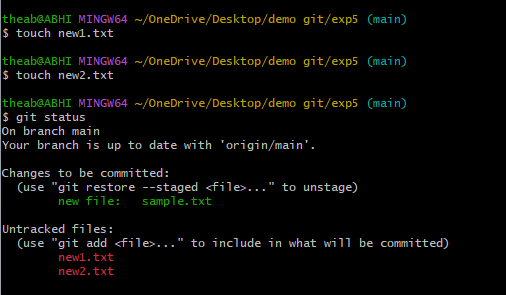 theab@ABHI MINGW64 ~/OneDrive/Desktop/demo git/exp5 (main)
$ touch new1.txt
theab@ABHI MINGW64 ~/OneDrive/Desktop/demo git/exp5 (main)
$ touch new2.txt
theab@ABHI MINGW64 ~/OneDrive/Desktop/demo git/exp5 (main)
$ git status
On branch main
Your branch is up to date with 'origin/main'.
Changes to be committed:
  (use "git restore --staged <file>..." to unstage)
        new file:   sample.txt
Untracked files:
  (use "git add <file>..." to include in what will be committed)
        new1.txt
        new2.txt